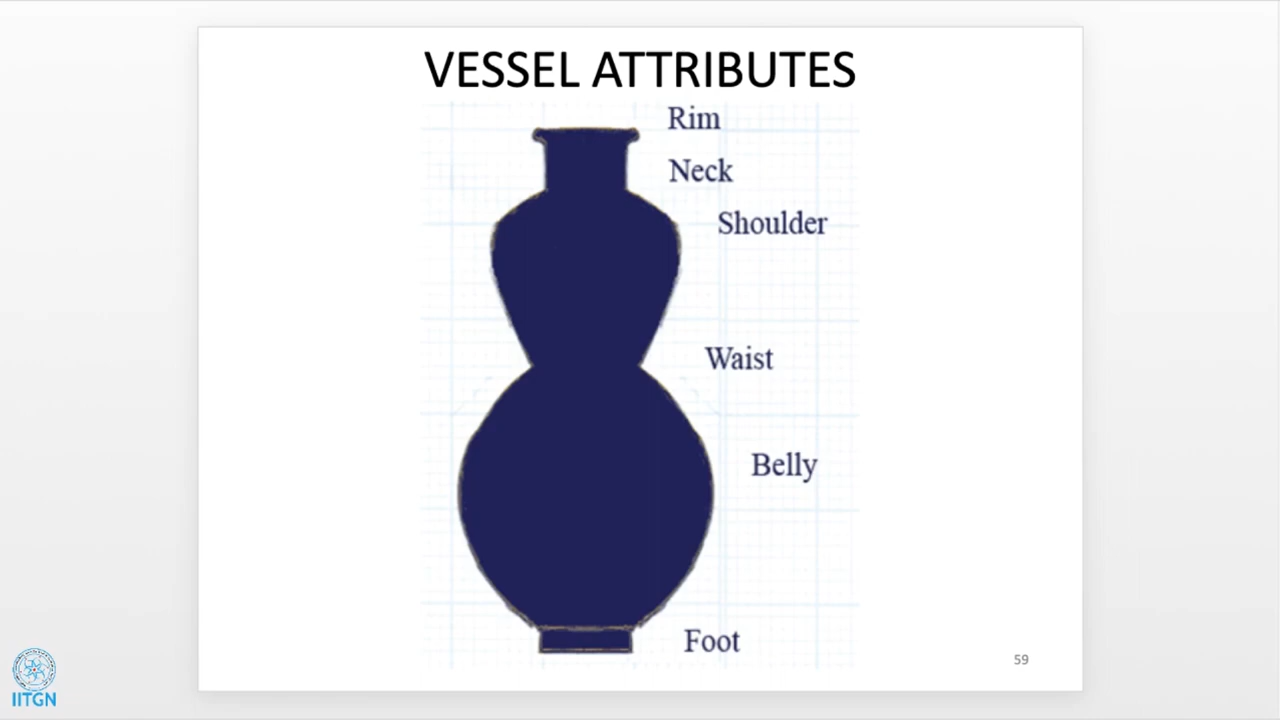 VESSEL ATTRIBUTES
Rim
Neck
Shoulder
Waist
Belly
Foot
59
IITGN